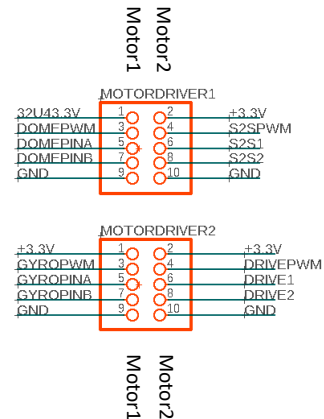 Motor1 Motor2
MOTORDRIVER1
32U43.3V 1 2 +3.3V
DOMEPWM 3 4 S2SPWM
DOMEPINA 5 6 S2S1
DOMEPINB 7 8 S2S2
GND 9 10 GND
MOTORDRIVER2
+3.3V 1 2 +3.3V
GYROPWM 3 4 DRIVEPWM
GYROPINA 5 6 DRIVE1
GYROPINB 7 8 DRIVE2
GND 9 10 GND
Motor1 Motor2